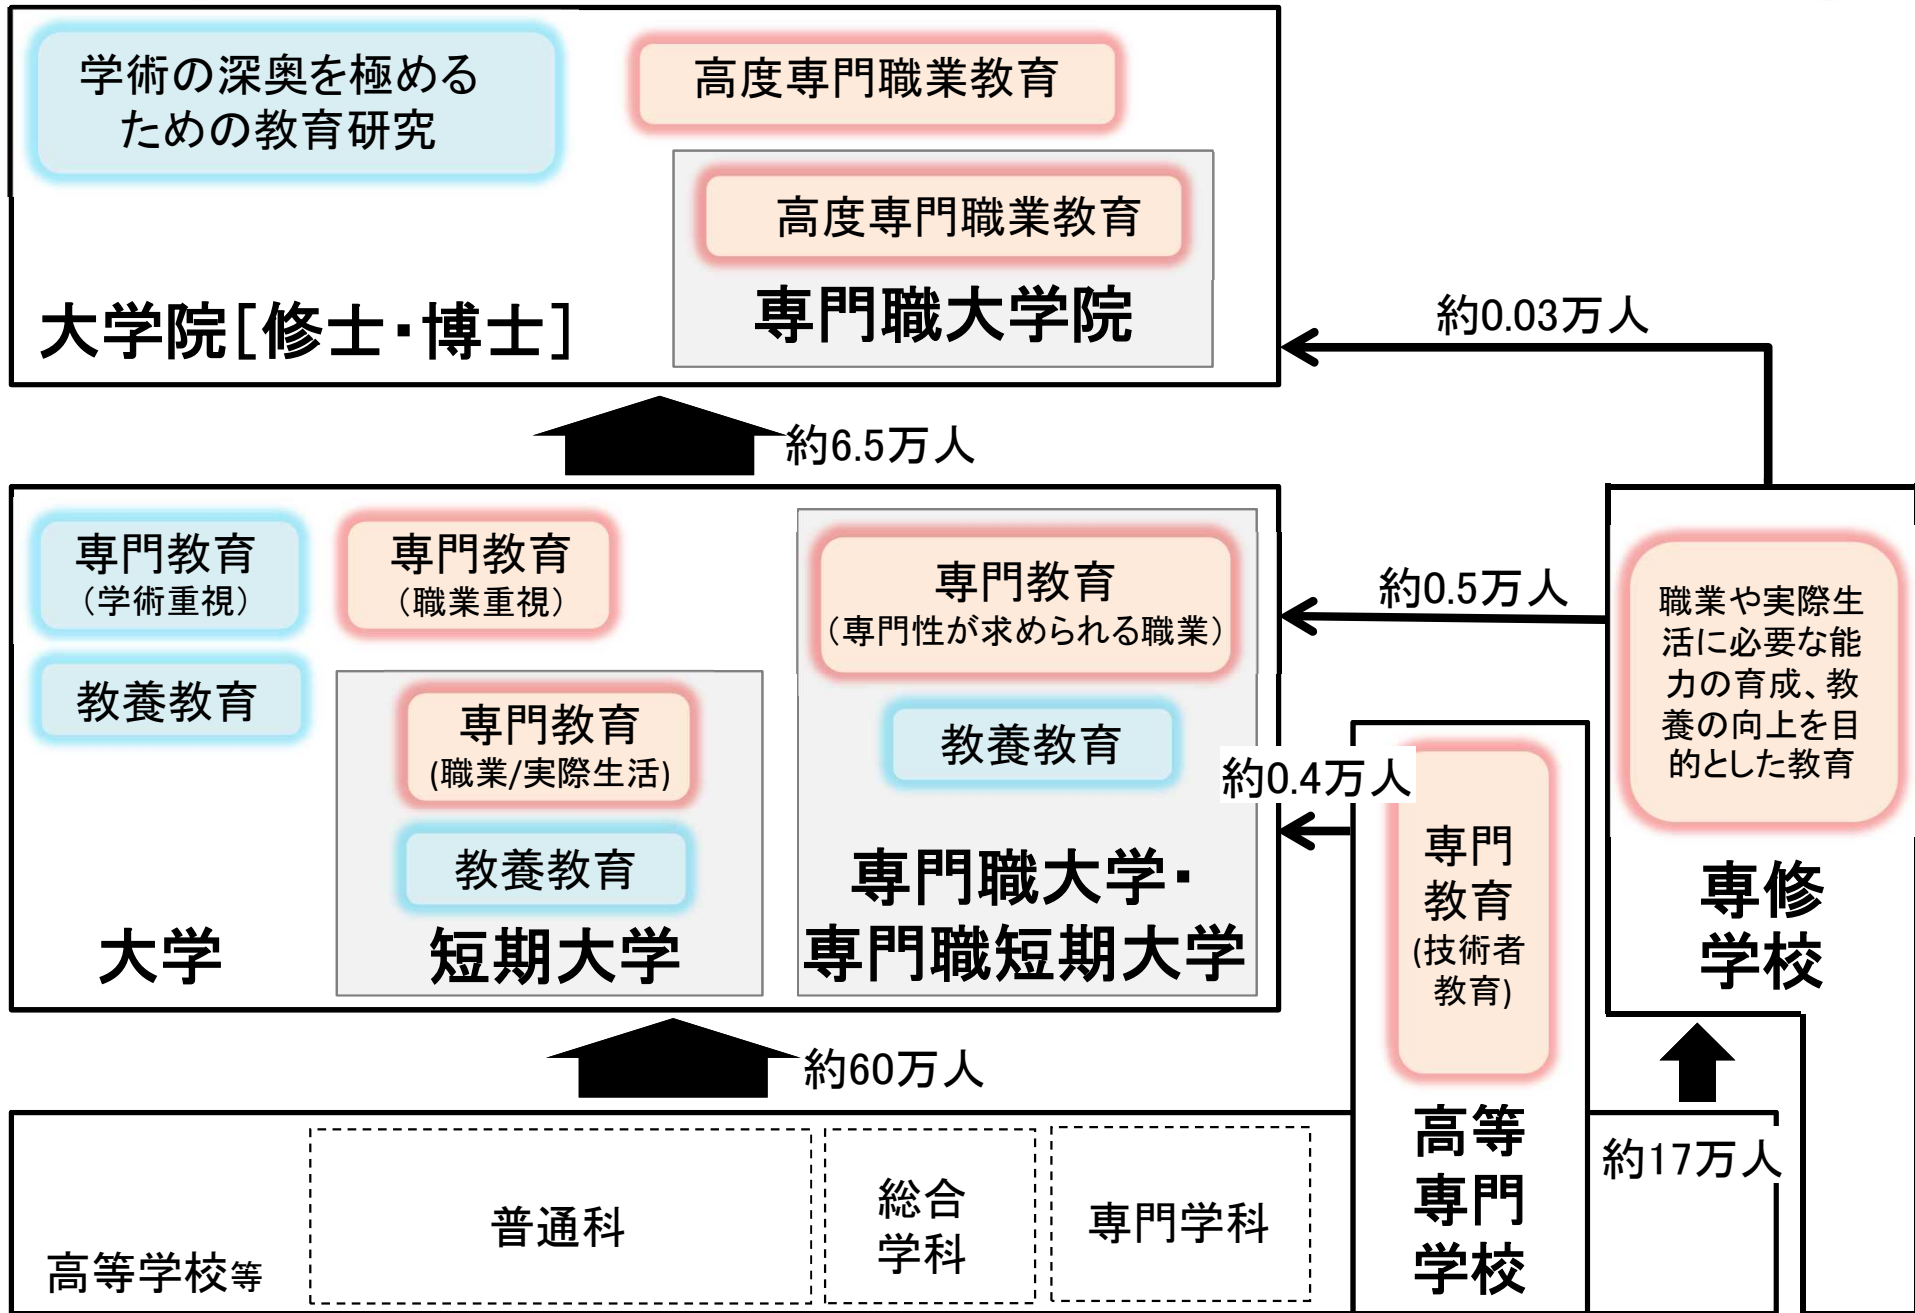 学術の深奥を極める
ための教育研究
高度専門職業教育
高度専門職業教育
専門職大学院
大学院[修士・博士]
約0.03万人
約6.5万人
専門教育
（学術重視）
教養教育
専門教育
（職業重視）
専門教育
(職業/実際生活)
教養教育
専門教育
（専門性が求められる職業）
教養教育
大学
短期大学
専門職大学・
専門職短期大学
約0.5万人
約0.4万人
職業や実際生
活に必要な能
力の育成、教
養の向上を目
的とした教育
専修
学校
専門
教育
(技術者
教育)
高等
専門
学校
約60万人
約17万人
高等学校等
普通科
総合
学科
専門学科